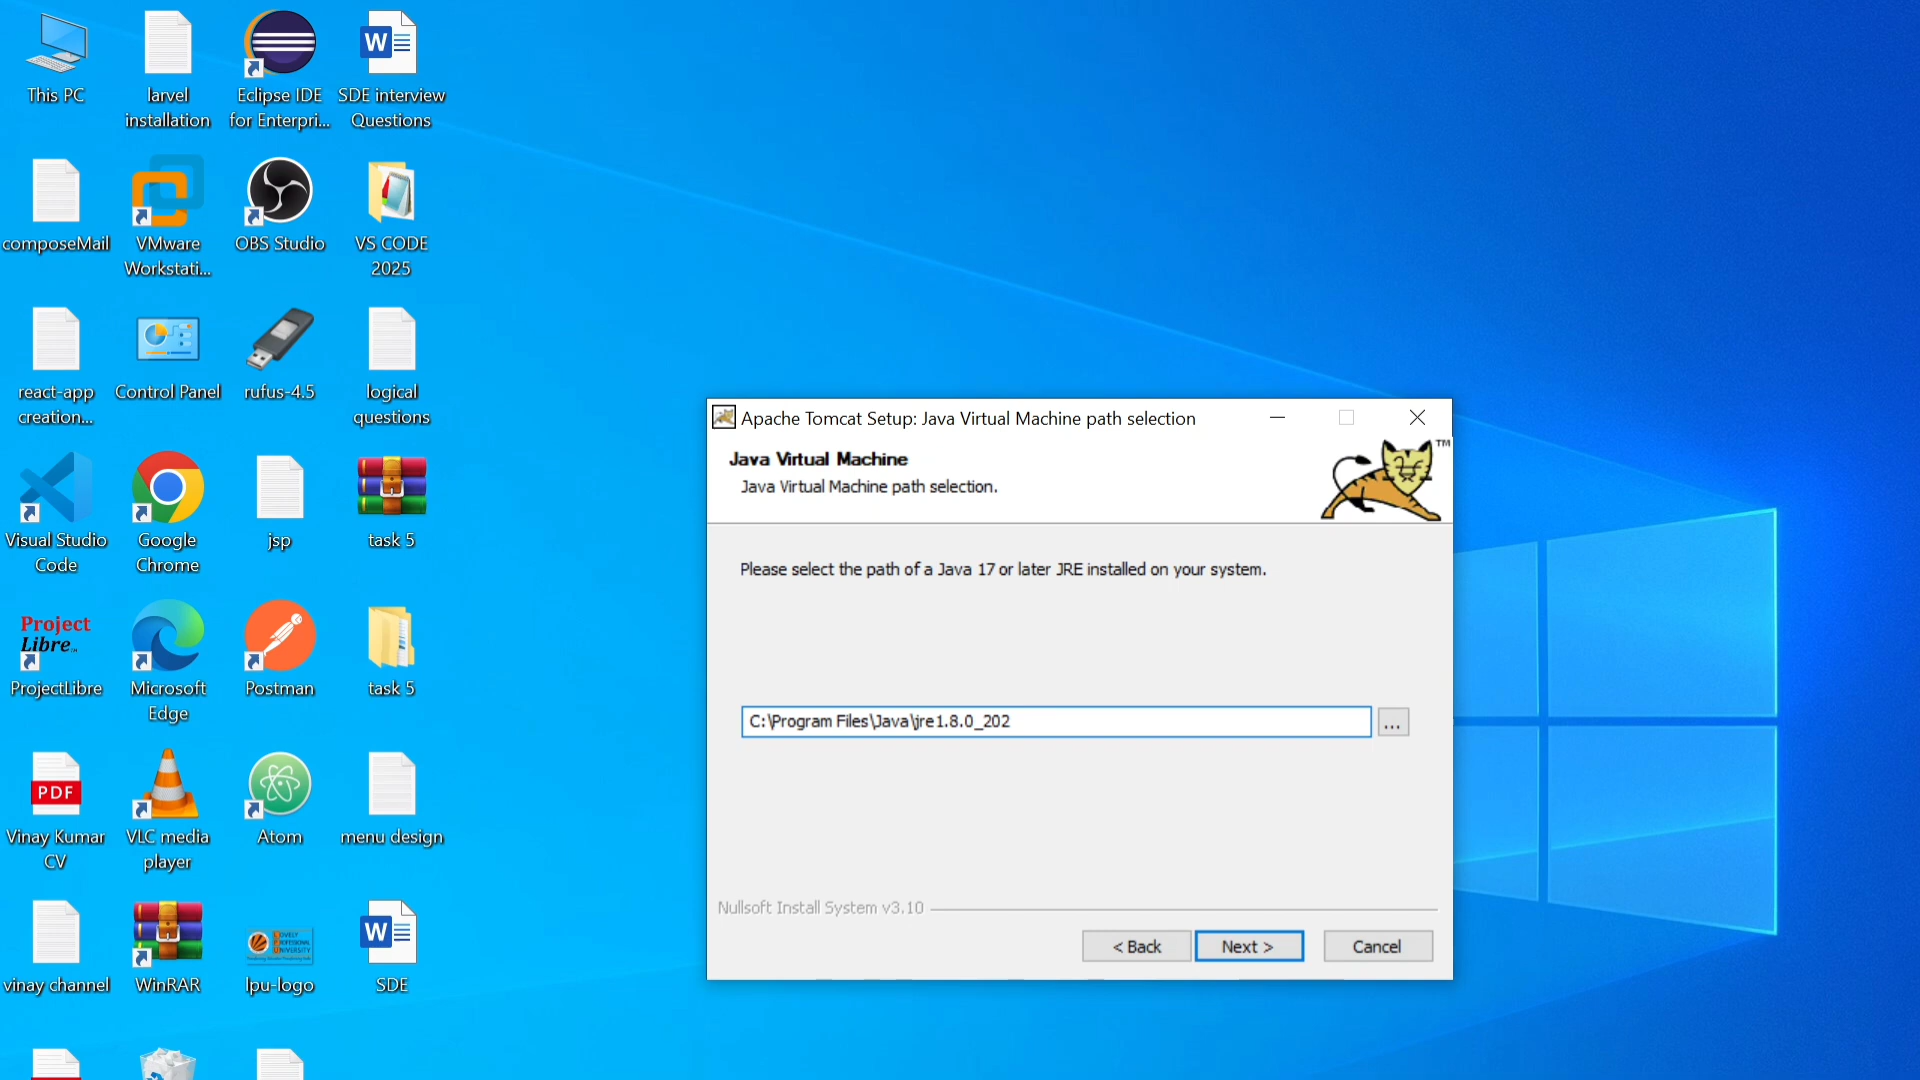 This PC
larvel
installation
Eclipse IDE
for Enterpri...
SDE interview
Questions
composeMail
VMware
Workstati...
OBS Studio
VS CODE
2025
react-app
creation...
Control Panel
rufus-4.5
logical
questions
Visual Studio
Code
Google
Chrome
jsp
task 5
Project
Libre
ProjectLibre
Microsoft
Edge
Postman
task 5
PDF
Vinay Kumar
CV
VLC media
player
Atom
menu design
vinay channel
WinRAR
LOVELY
PROFESSIONAL
UNIVERSITY
lpu-logo
SDE
Apache Tomcat Setup: Java Virtual Machine path selection
Java Virtual Machine
Java Virtual Machine path selection.
TM
Please select the path of a Java 17 or later JRE installed on your system.
C:\Program Files\Java\jre1.8.0_202
...
Nullsoft Install System v3.10
< Back
Next >
Cancel